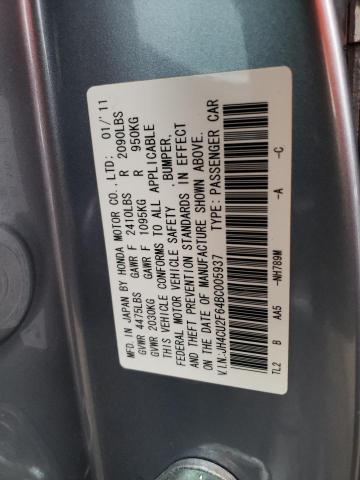 MFD. IN JAPAN BY HONDA MOTOR CO., LTD: 01/'11
GVWR 4475LBS GAWR F 2410LBS R 2090LBS
GVWR 2030KG GAWR F 1095KG R 950KG
THIS VEHICLE CONFORMS TO ALL APPLICABLE
FEDERAL MOTOR VEHICLE SAFETY , BUMPER,
AND THEFT PREVENTION STANDARDS IN EFFECT
ON THE DATE OF MANUFACTURE SHOWN ABOVE.
V.I.N:JH4CU2F64BC005937 TYPE:PASSENGER CAR
TL2 B AA5 -NH789M -A -C